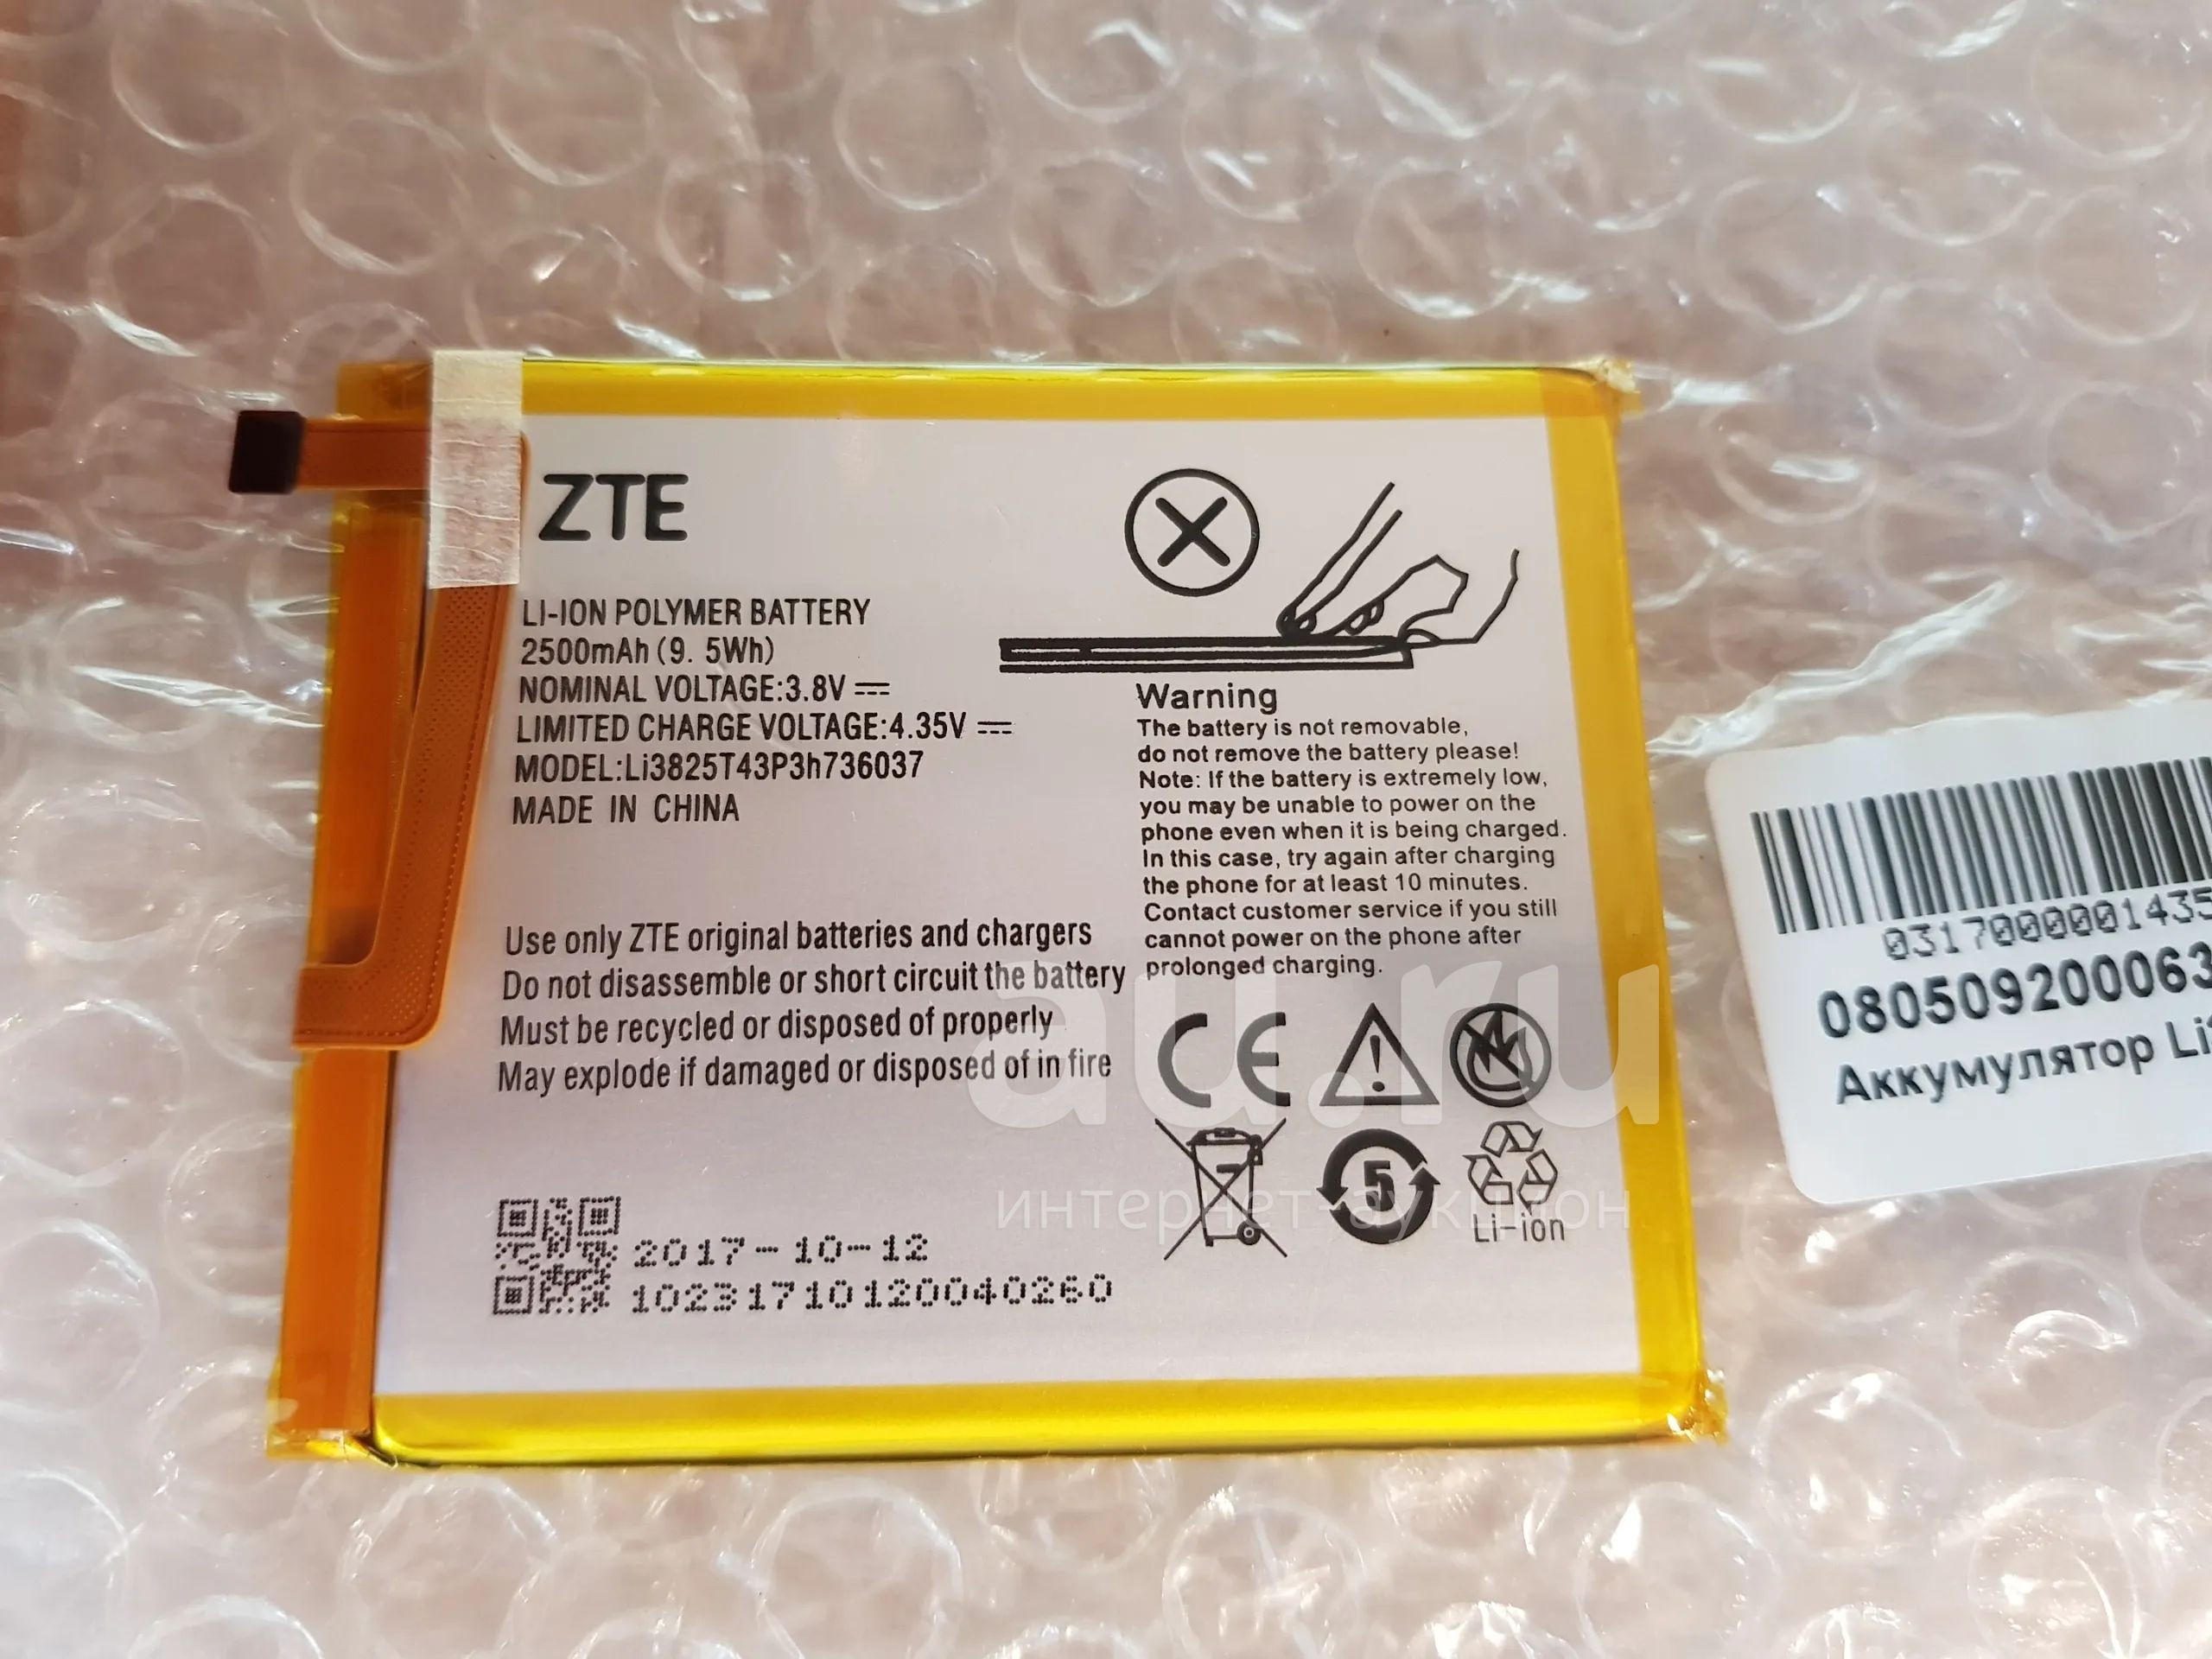 ZTE
LI-ION POLYMER BATTERY
2500mAh (9. 5Wh)
NOMINAL VOLTAGE:3.8V
LIMITED CHARGE VOLTAGE:4.35V
MODEL:Li3825T43P3h736037
MADE IN CHINA
Use only ZTE original batteries and chargers
Do not disassemble or short circuit the battery
Must be recycled or disposed of properly
May explode if damaged or disposed of in fire
2017-10-12
10231710120040260
Warning
The battery is not removable,
do not remove the battery please!
Note: If the battery is extremely low,
you may be unable to power on the
phone even when it is being charged.
In this case, try again after charging
the phone for at least 10 minutes.
Contact customer service if you still
cannot power on the phone after
prolonged charging.
CE
5
Li-ion
au.ru
интернет-аукцион
0317000001435
080509200063
Аккумулятор Li